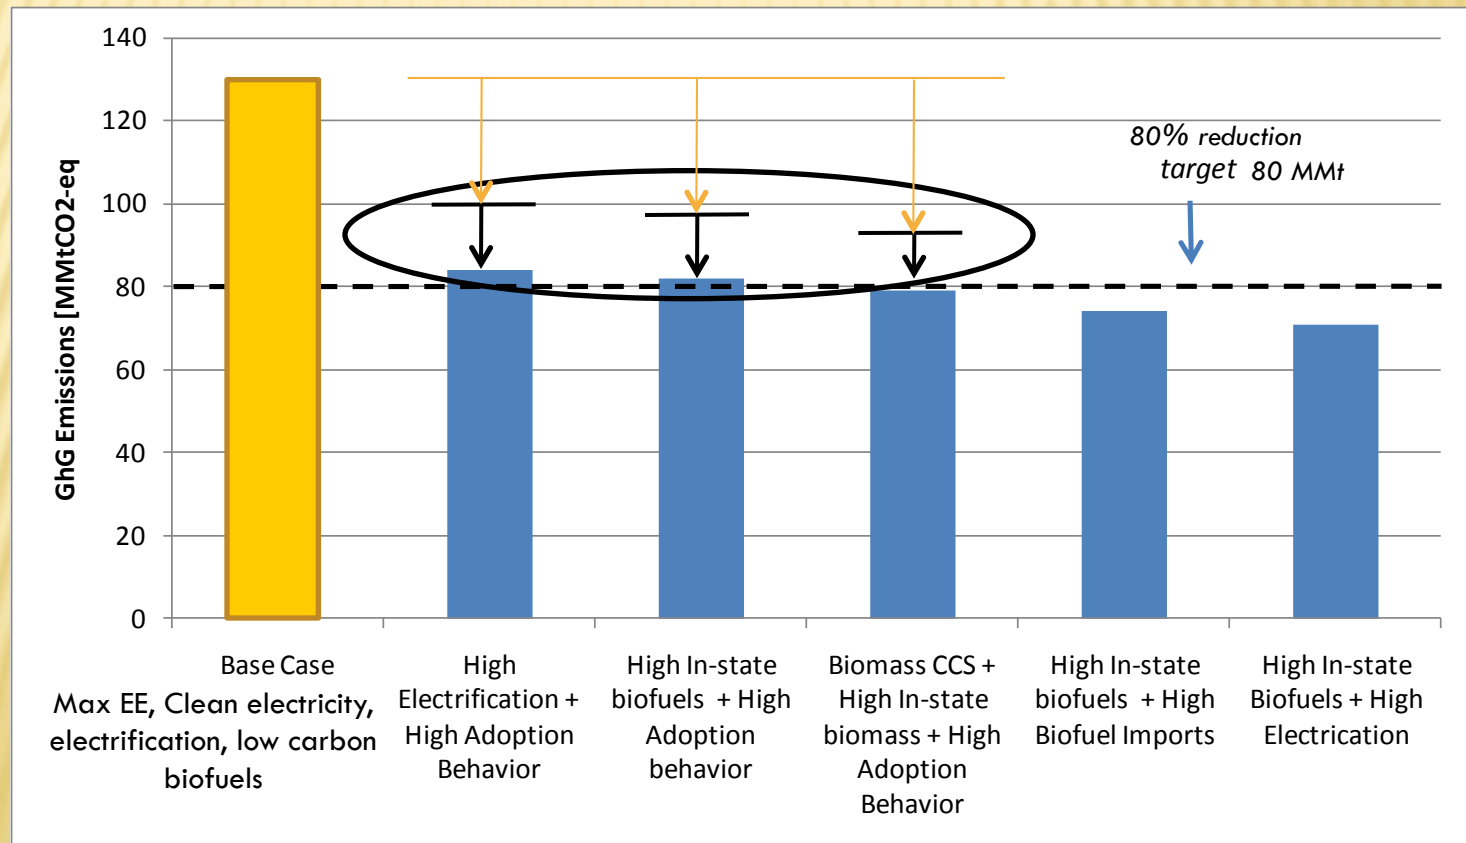 GhG Emissions [MMtCO2-eq
140
120
100
80
60
40
20
0
80% reduction
target 80 MMt
Base Case
Max EE, Clean electricity,
electrification, low carbon
biofuels
High
Electrification +
High Adoption
Behavior
High In-state
biofuels + High
Adoption
behavior
Biomass CCS +
High In-state
biomass + High
Adoption
Behavior
High In-state
biofuels + High
Biofuel Imports
High In-state
Biofuels + High
Electrication